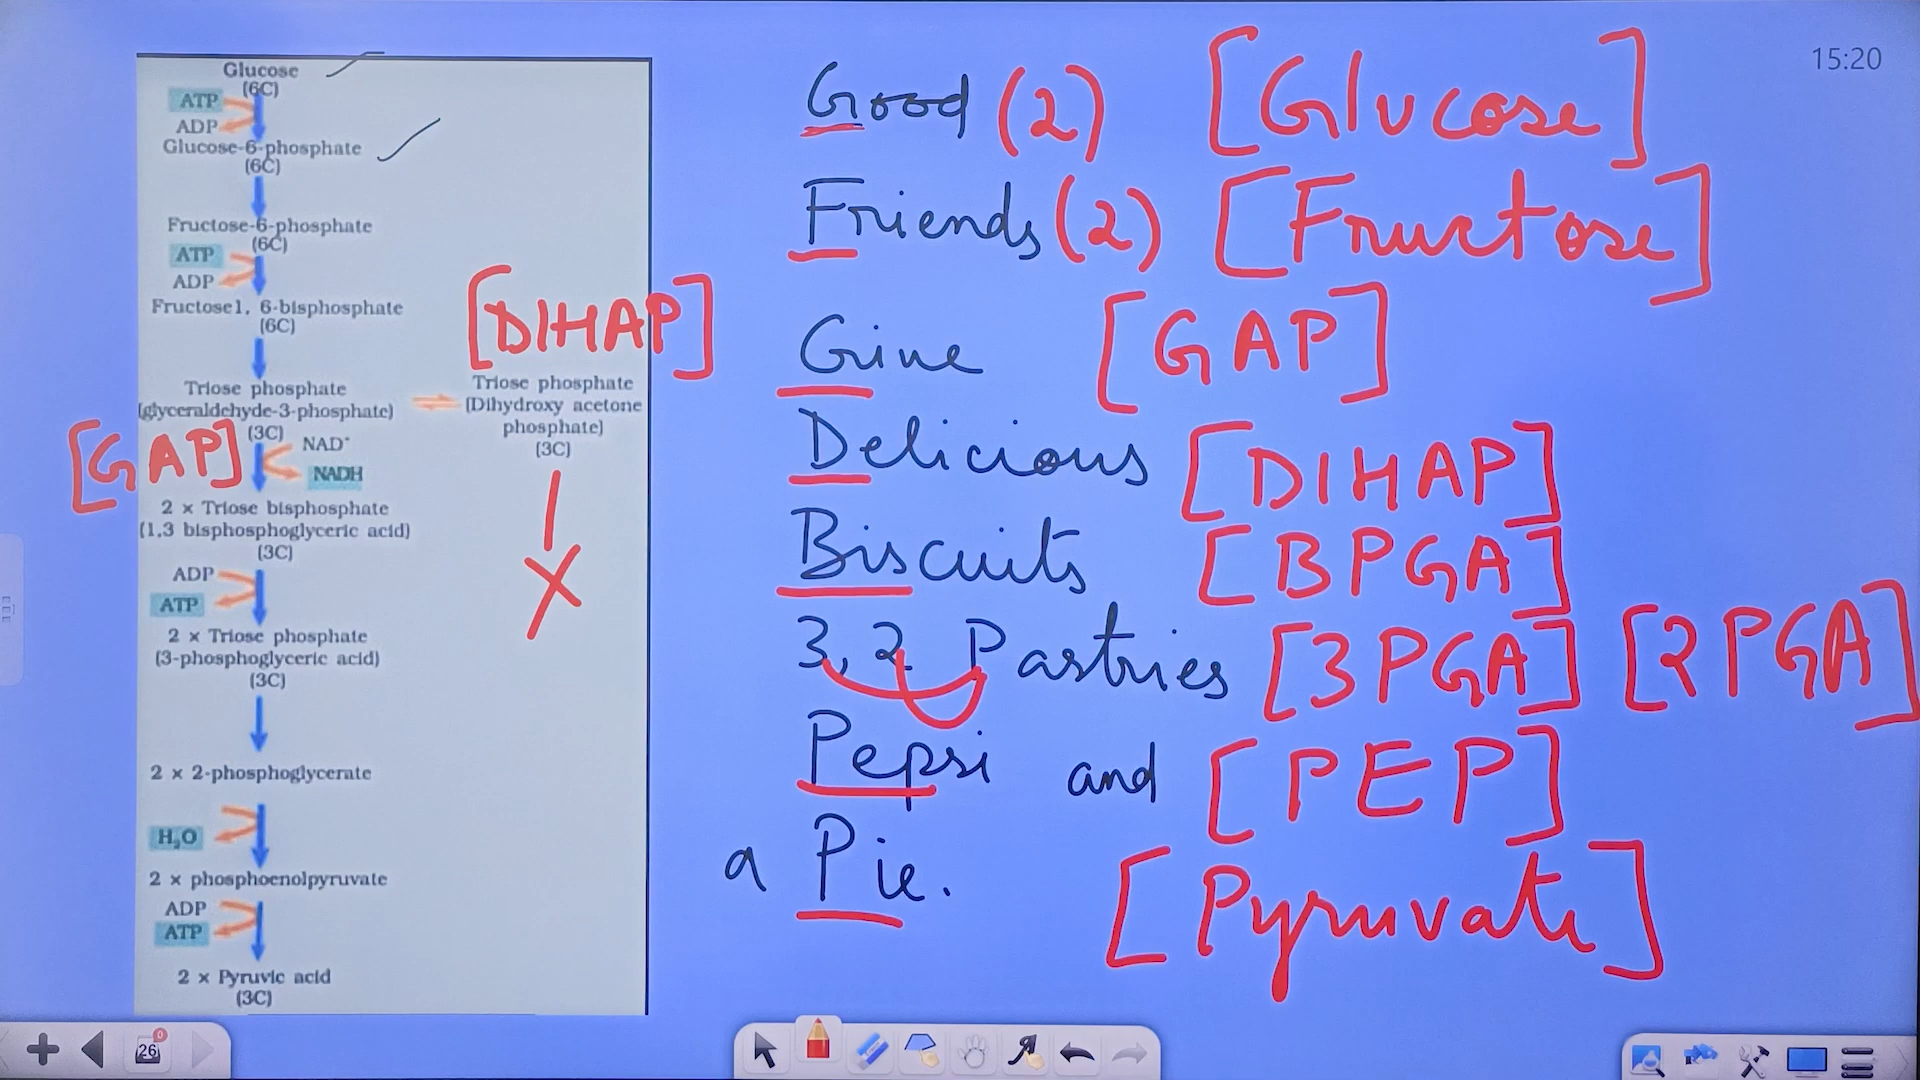 15:20
Glucose
(6C)
ATP
ADP
Glucose-6-phosphate
(6C)
Fructose-6-phosphate
(6C)
ATP
ADP
Fructose1, 6-bisphosphate
(6C)
[DIHAP]
Triose phosphate
(glyceraldehyde-3-phosphate)
(3C)
Triose phosphate
(Dihydroxy acetone
phosphate)
(3C)
[GAP]
NAD+
NADH
2 × Triose bisphosphate
(1,3 bisphosphoglyceric acid)
(3C)
X
ADP
ATP
2 × Triose phosphate
(3-phosphoglyceric acid)
(3C)
2 × 2-phosphoglycerate
H2O
2 × phosphoenolpyruvate
ADP
ATP
2 × Pyruvic acid
(3C)
Good (2) [Glucose]
Friends (2) [Fructose]
Give [GAP]
Delicious [DIHAP]
Biscuits [BPGA]
3, 2 Pastries [3PGA] [2PGA]
Pepsi and [PEP]
a Pie. [Pyruvate]
26
0